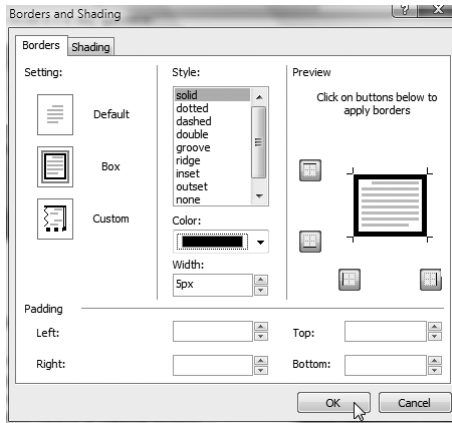 Borders and Shading
Borders Shading
Setting:
Default
Box
Custom
Style:
solid
dotted
dashed
double
groove
ridge
inset
outset
none
Color:
Width:
5px
Preview
Click on buttons below to
apply borders
Padding
Left:
Top:
Right:
Bottom:
OK Cancel